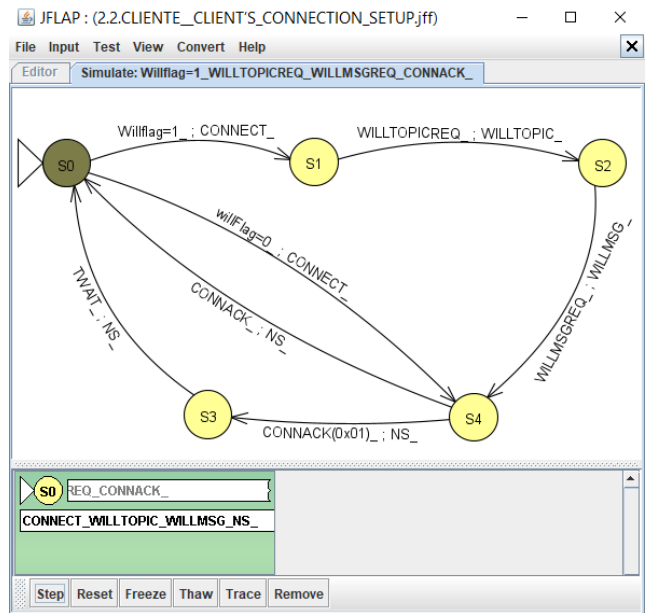 JFLAP : (2.2.CLIENTE__CLIENT'S_CONNECTION_SETUP.jff)
File Input Test View Convert Help
Editor Simulate: Willflag=1_WILLTOPICREQ_WILLMSGREQ_CONNACK_
Willflag=1_ ; CONNECT_
WILLTOPICREQ_ ; WILLTOPIC_
S0
S1
S2
willFlag=0_ ; CONNECT_
CONNACK_ ; NS_
TWAIT_ ; NS_
WILLMSGREQ_ ; WILLMSG_
S3
S4
CONNACK(0x01)_ ; NS_
S0 REQ_CONNACK_
CONNECT_WILLTOPIC_WILLMSG_NS_
Step Reset Freeze Thaw Trace Remove